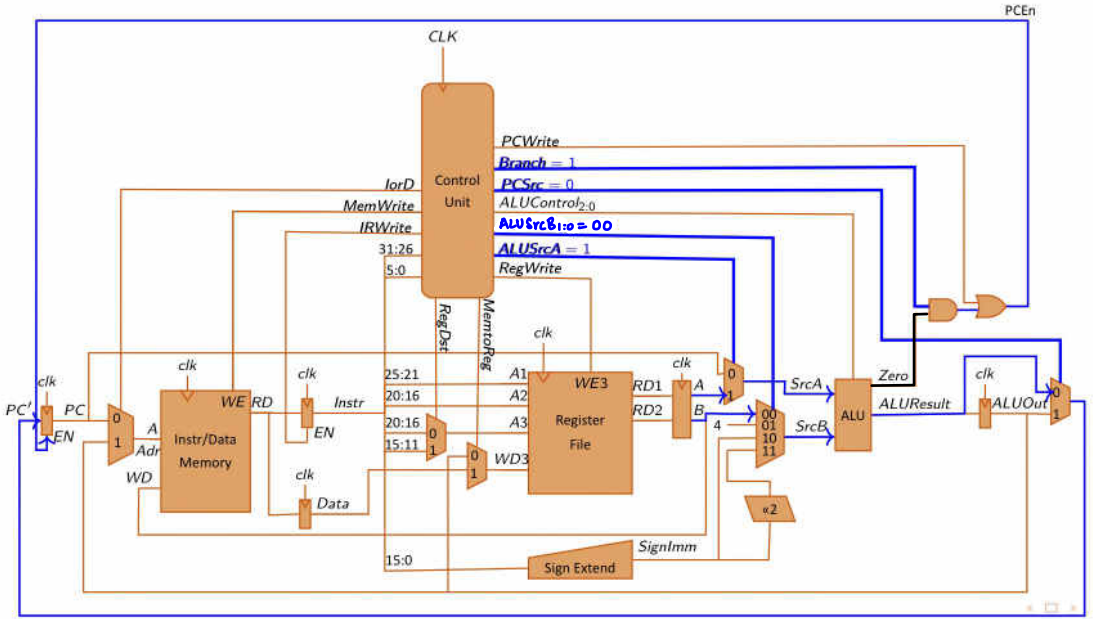 PCEn
CLK
PCWrite
Branch = 1
PCSrc = 0
ALUControl2:0
ALUSrcB1:0 = 00
ALUSrcA = 1
RegWrite
Control
Unit
IorD
MemWrite
IRWrite
31:26
5:0
RegDst
MemtoReg
clk
PC′
PC
EN
0
1
A
Adr
WD
clk
WE
RD
Instr/Data
Memory
clk
Instr
EN
clk
Data
25:21
20:16
20:16
15:11
0
1
0
1
15:0
clk
A1
A2
A3
WD3
WE3
Register
File
RD1
RD2
clk
A
B
0
1
4
00
01
10
11
SrcA
SrcB
«2
SignImm
Sign Extend
ALU
Zero
ALUResult
clk
ALUOut
0
1